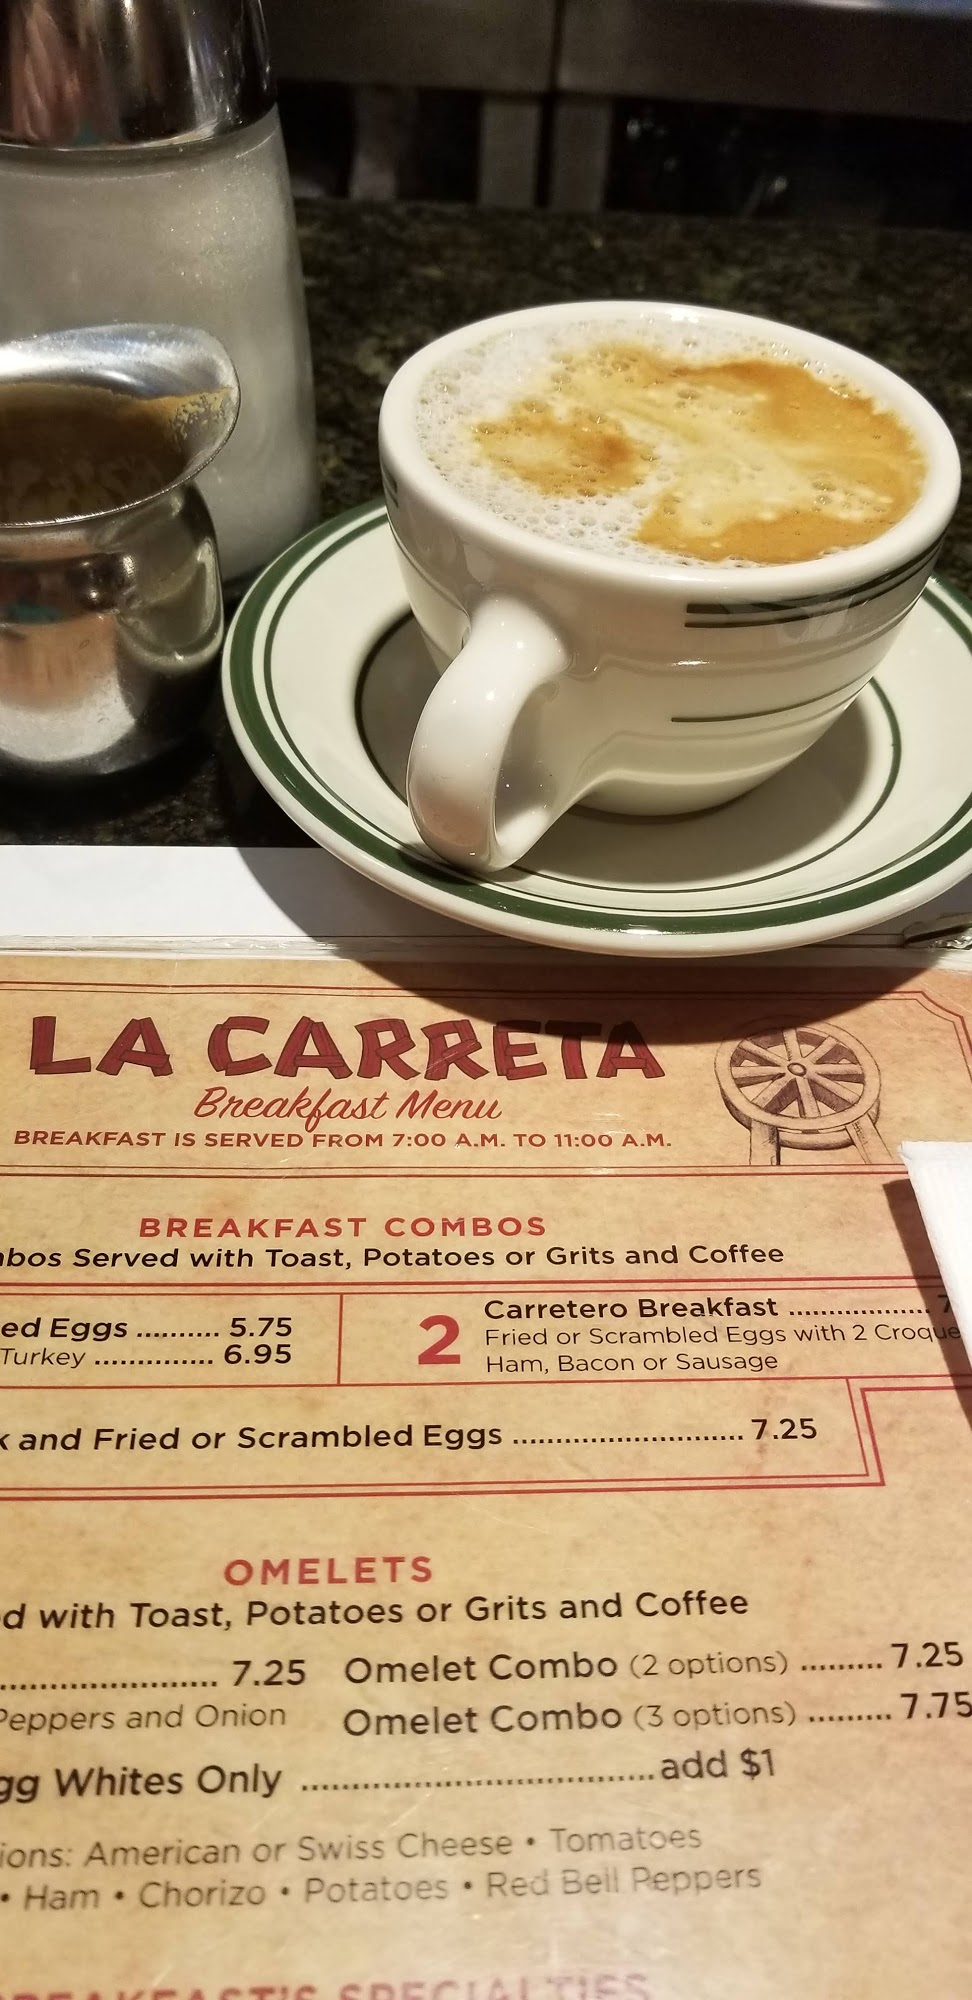 LA CARRETA
Breakfast Menu
BREAKFAST IS SERVED FROM 7:00 A.M. TO 11:00 A.M.
BREAKFAST COMBOS
Served with Toast, Potatoes or Grits and Coffee
Eggs .......... 5.75
Turkey .............. 6.95
2
Carretero Breakfast ..................
Fried or Scrambled Eggs with 2
Ham, Bacon or Sausage
and Fried or Scrambled Eggs ........................... 7.25
OMELETS
with Toast, Potatoes or Grits and Coffee
......................... 7.25
Peppers and Onion
Omelet Combo (2 options) ......... 7.25
Omelet Combo (3 options) ......... 7.75
Whites Only .....................................add $1
American or Swiss Cheese • Tomatoes
• Ham • Chorizo • Potatoes • Red Bell Peppers
SPECIALTIES